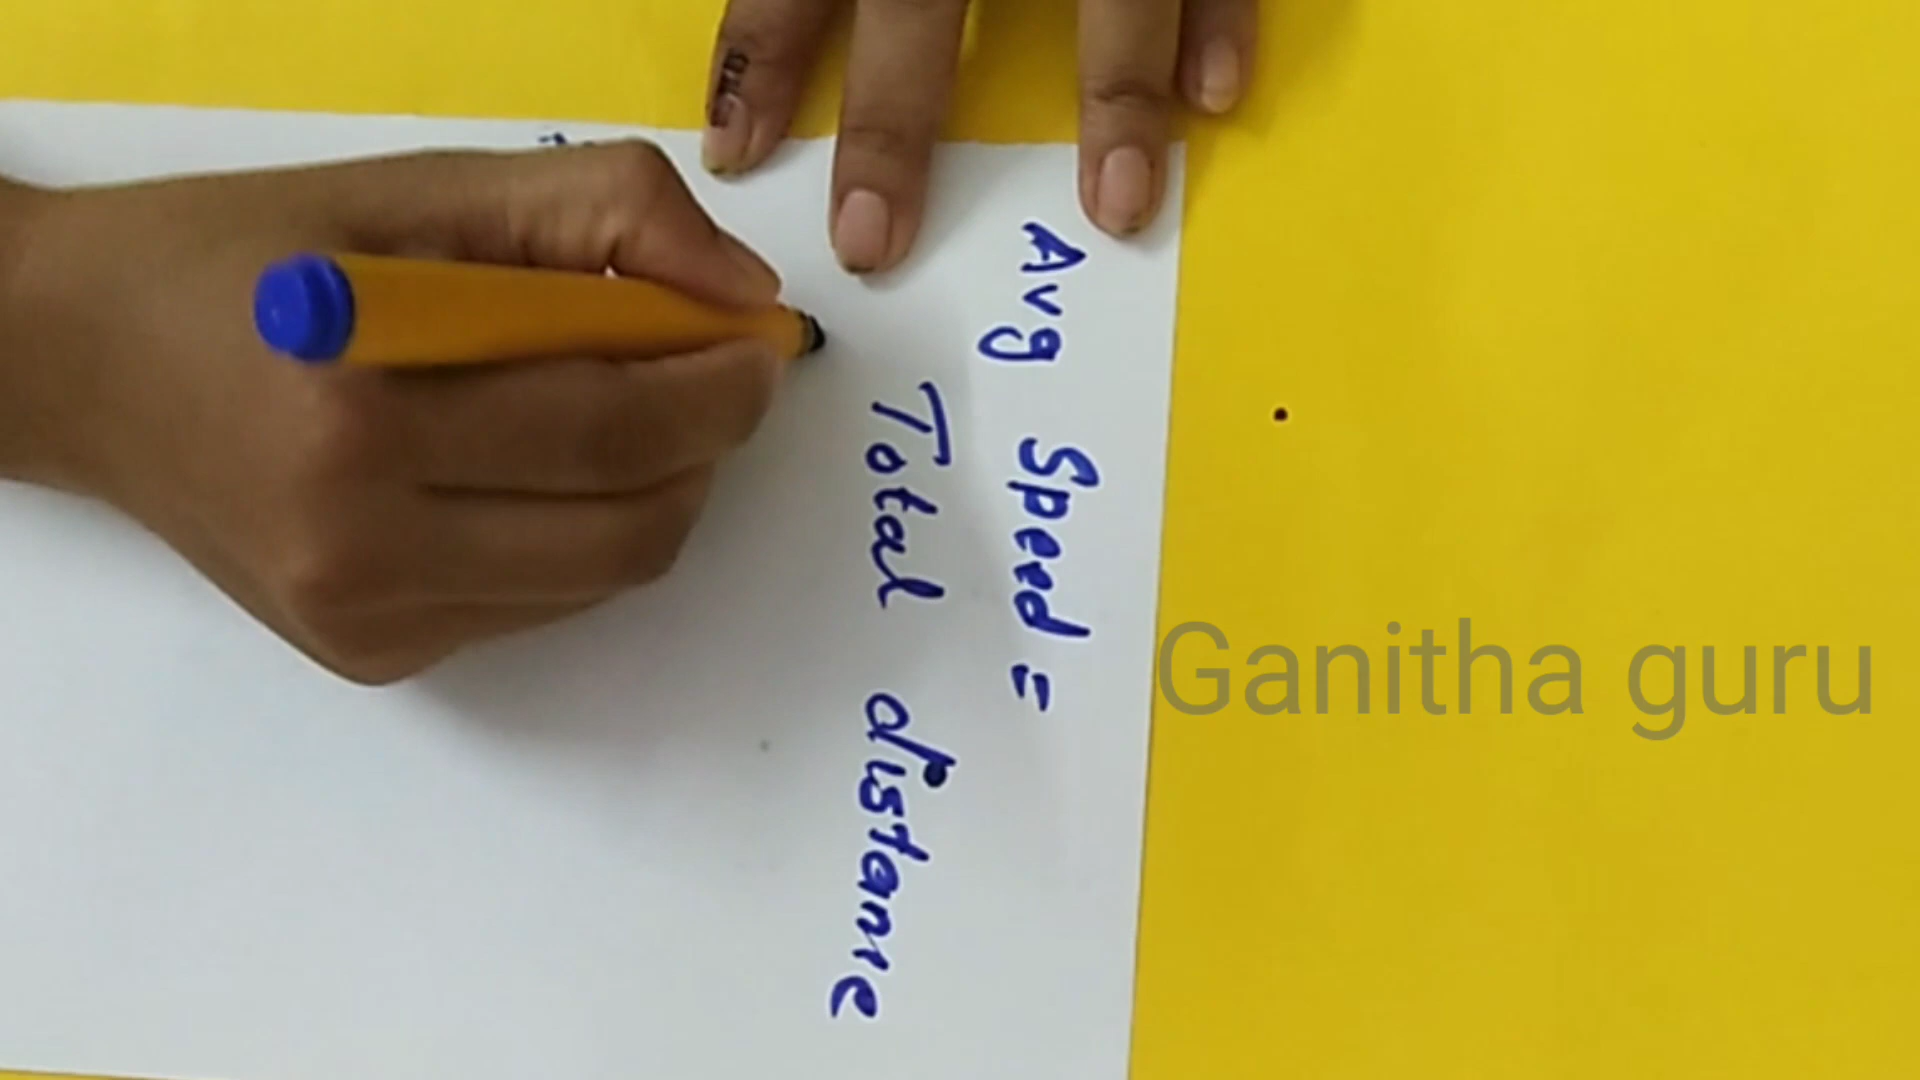 Avg Speed =
Total distance
Ganitha guru